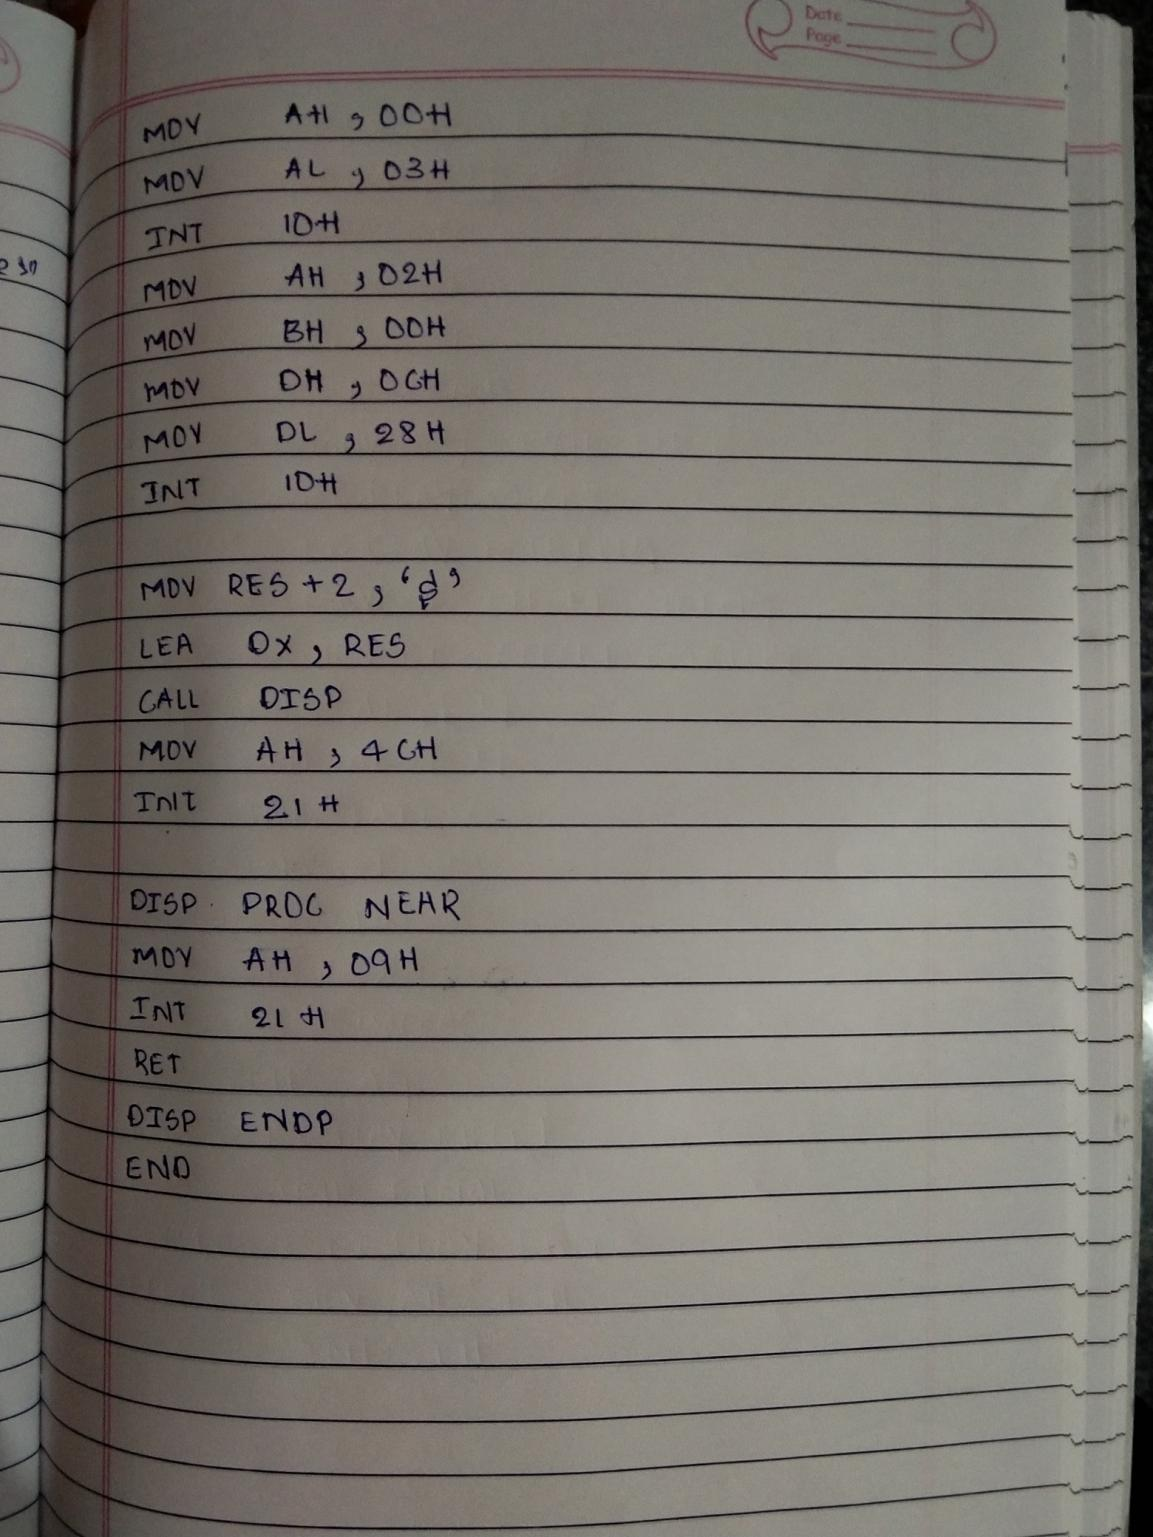 Date
Page
MOV AH, 00H
MOV AL, 03H
INT 10H
MOV AH, 02H
MOV BH, 00H
MOV DH, 0CH
MOV DL, 28H
INT 10H
MOV RES + 2, '$'
LEA DX, RES
CALL DISP
MOV AH, 4CH
INIT 21H
DISP PROC NEAR
MOV AH, 09H
INT 21H
RET
DISP ENDP
END